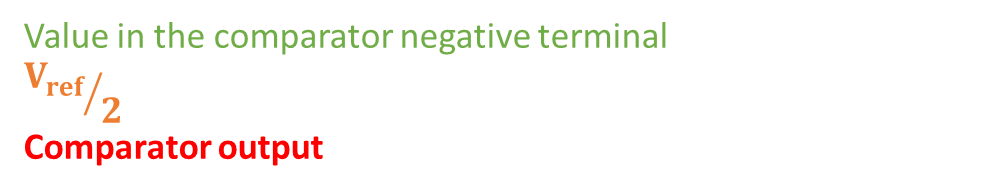 Value in the comparator negative terminal
Vref/2
Comparator output